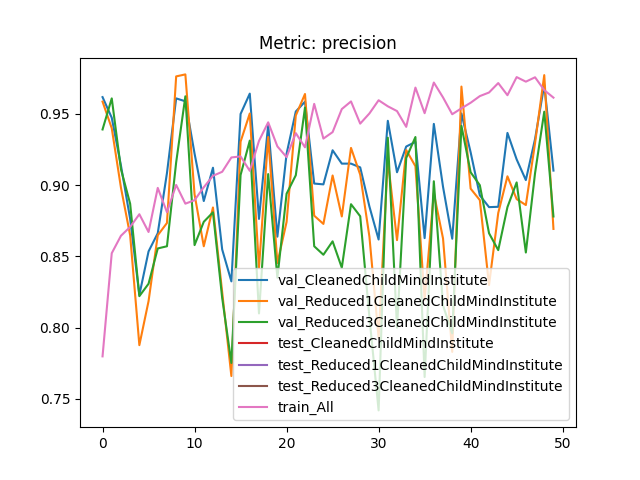 Metric: precision
0.95
0.90
0.85
0.80
0.75
val_CleanedChildMindInstitute
val_Reduced1CleanedChildMindInstitute
val_Reduced3CleanedChildMindInstitute
test_CleanedChildMindInstitute
test_Reduced1CleanedChildMindInstitute
test_Reduced3CleanedChildMindInstitute
train_All
0 10 20 30 40 50